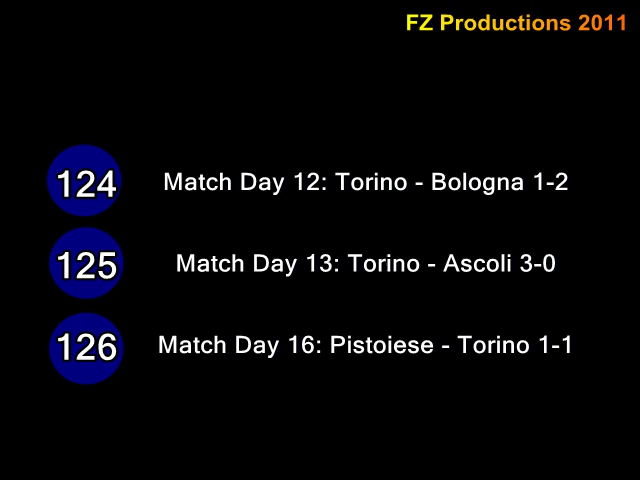 FZ Productions 2011
124 Match Day 12: Torino - Bologna 1-2
125 Match Day 13: Torino - Ascoli 3-0
126 Match Day 16: Pistoiese - Torino 1-1